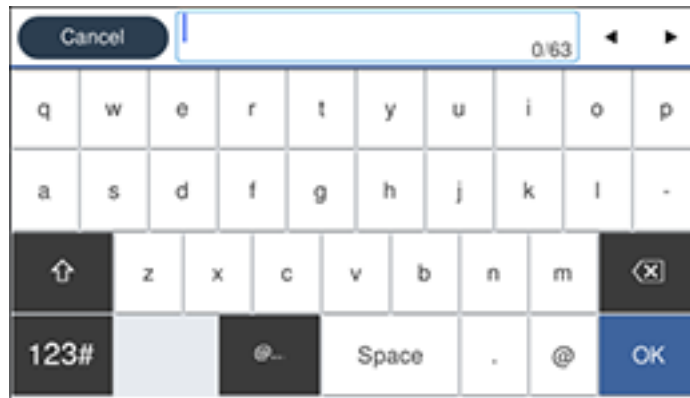 Cancel 0/63
q w e r t y u i o p
a s d f g h j k l -
z x c v b n m
123# @... Space . @ OK